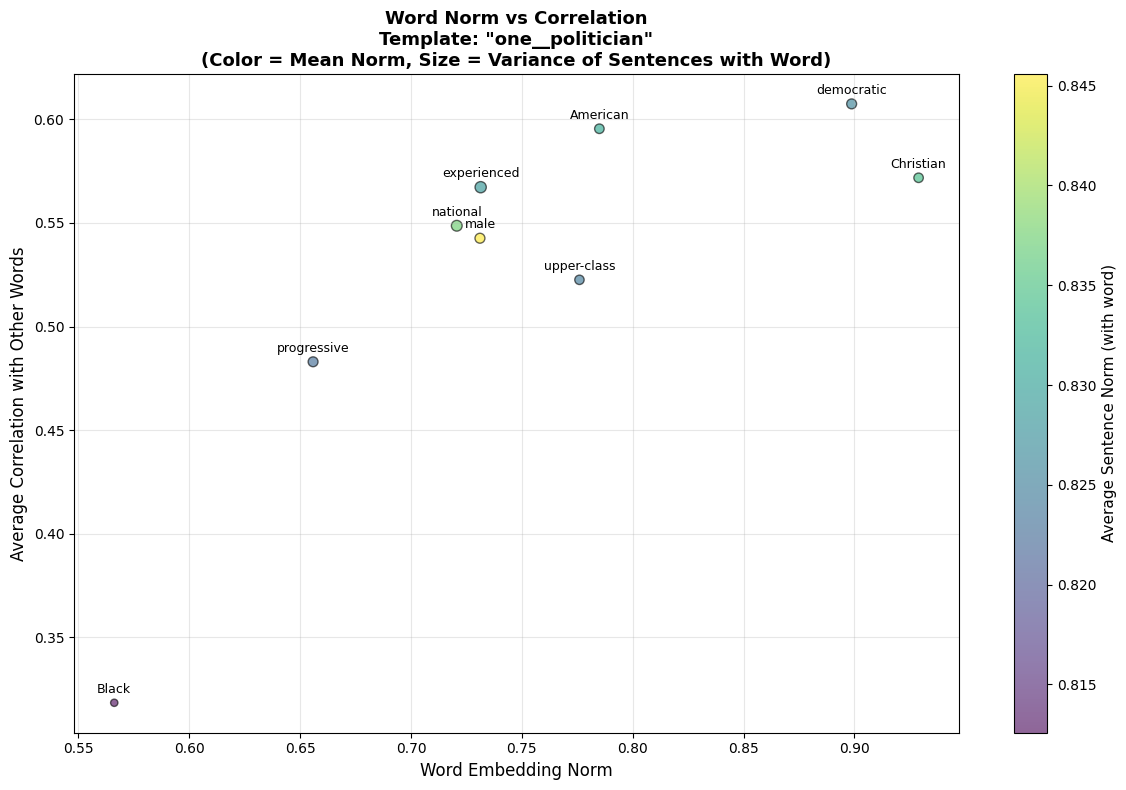 Word Norm vs Correlation
Template: "one__politician"
(Color = Mean Norm, Size = Variance of Sentences with Word)
democratic
American
Christian
experienced
national
male
upper-class
progressive
Black
0.60
0.55
0.50
0.45
0.40
0.35
Average Correlation with Other Words
0.55
0.60
0.65
0.70
0.75
0.80
0.85
0.90
Word Embedding Norm
0.845
0.840
0.835
0.830
0.825
0.820
0.815
Average Sentence Norm (with word)